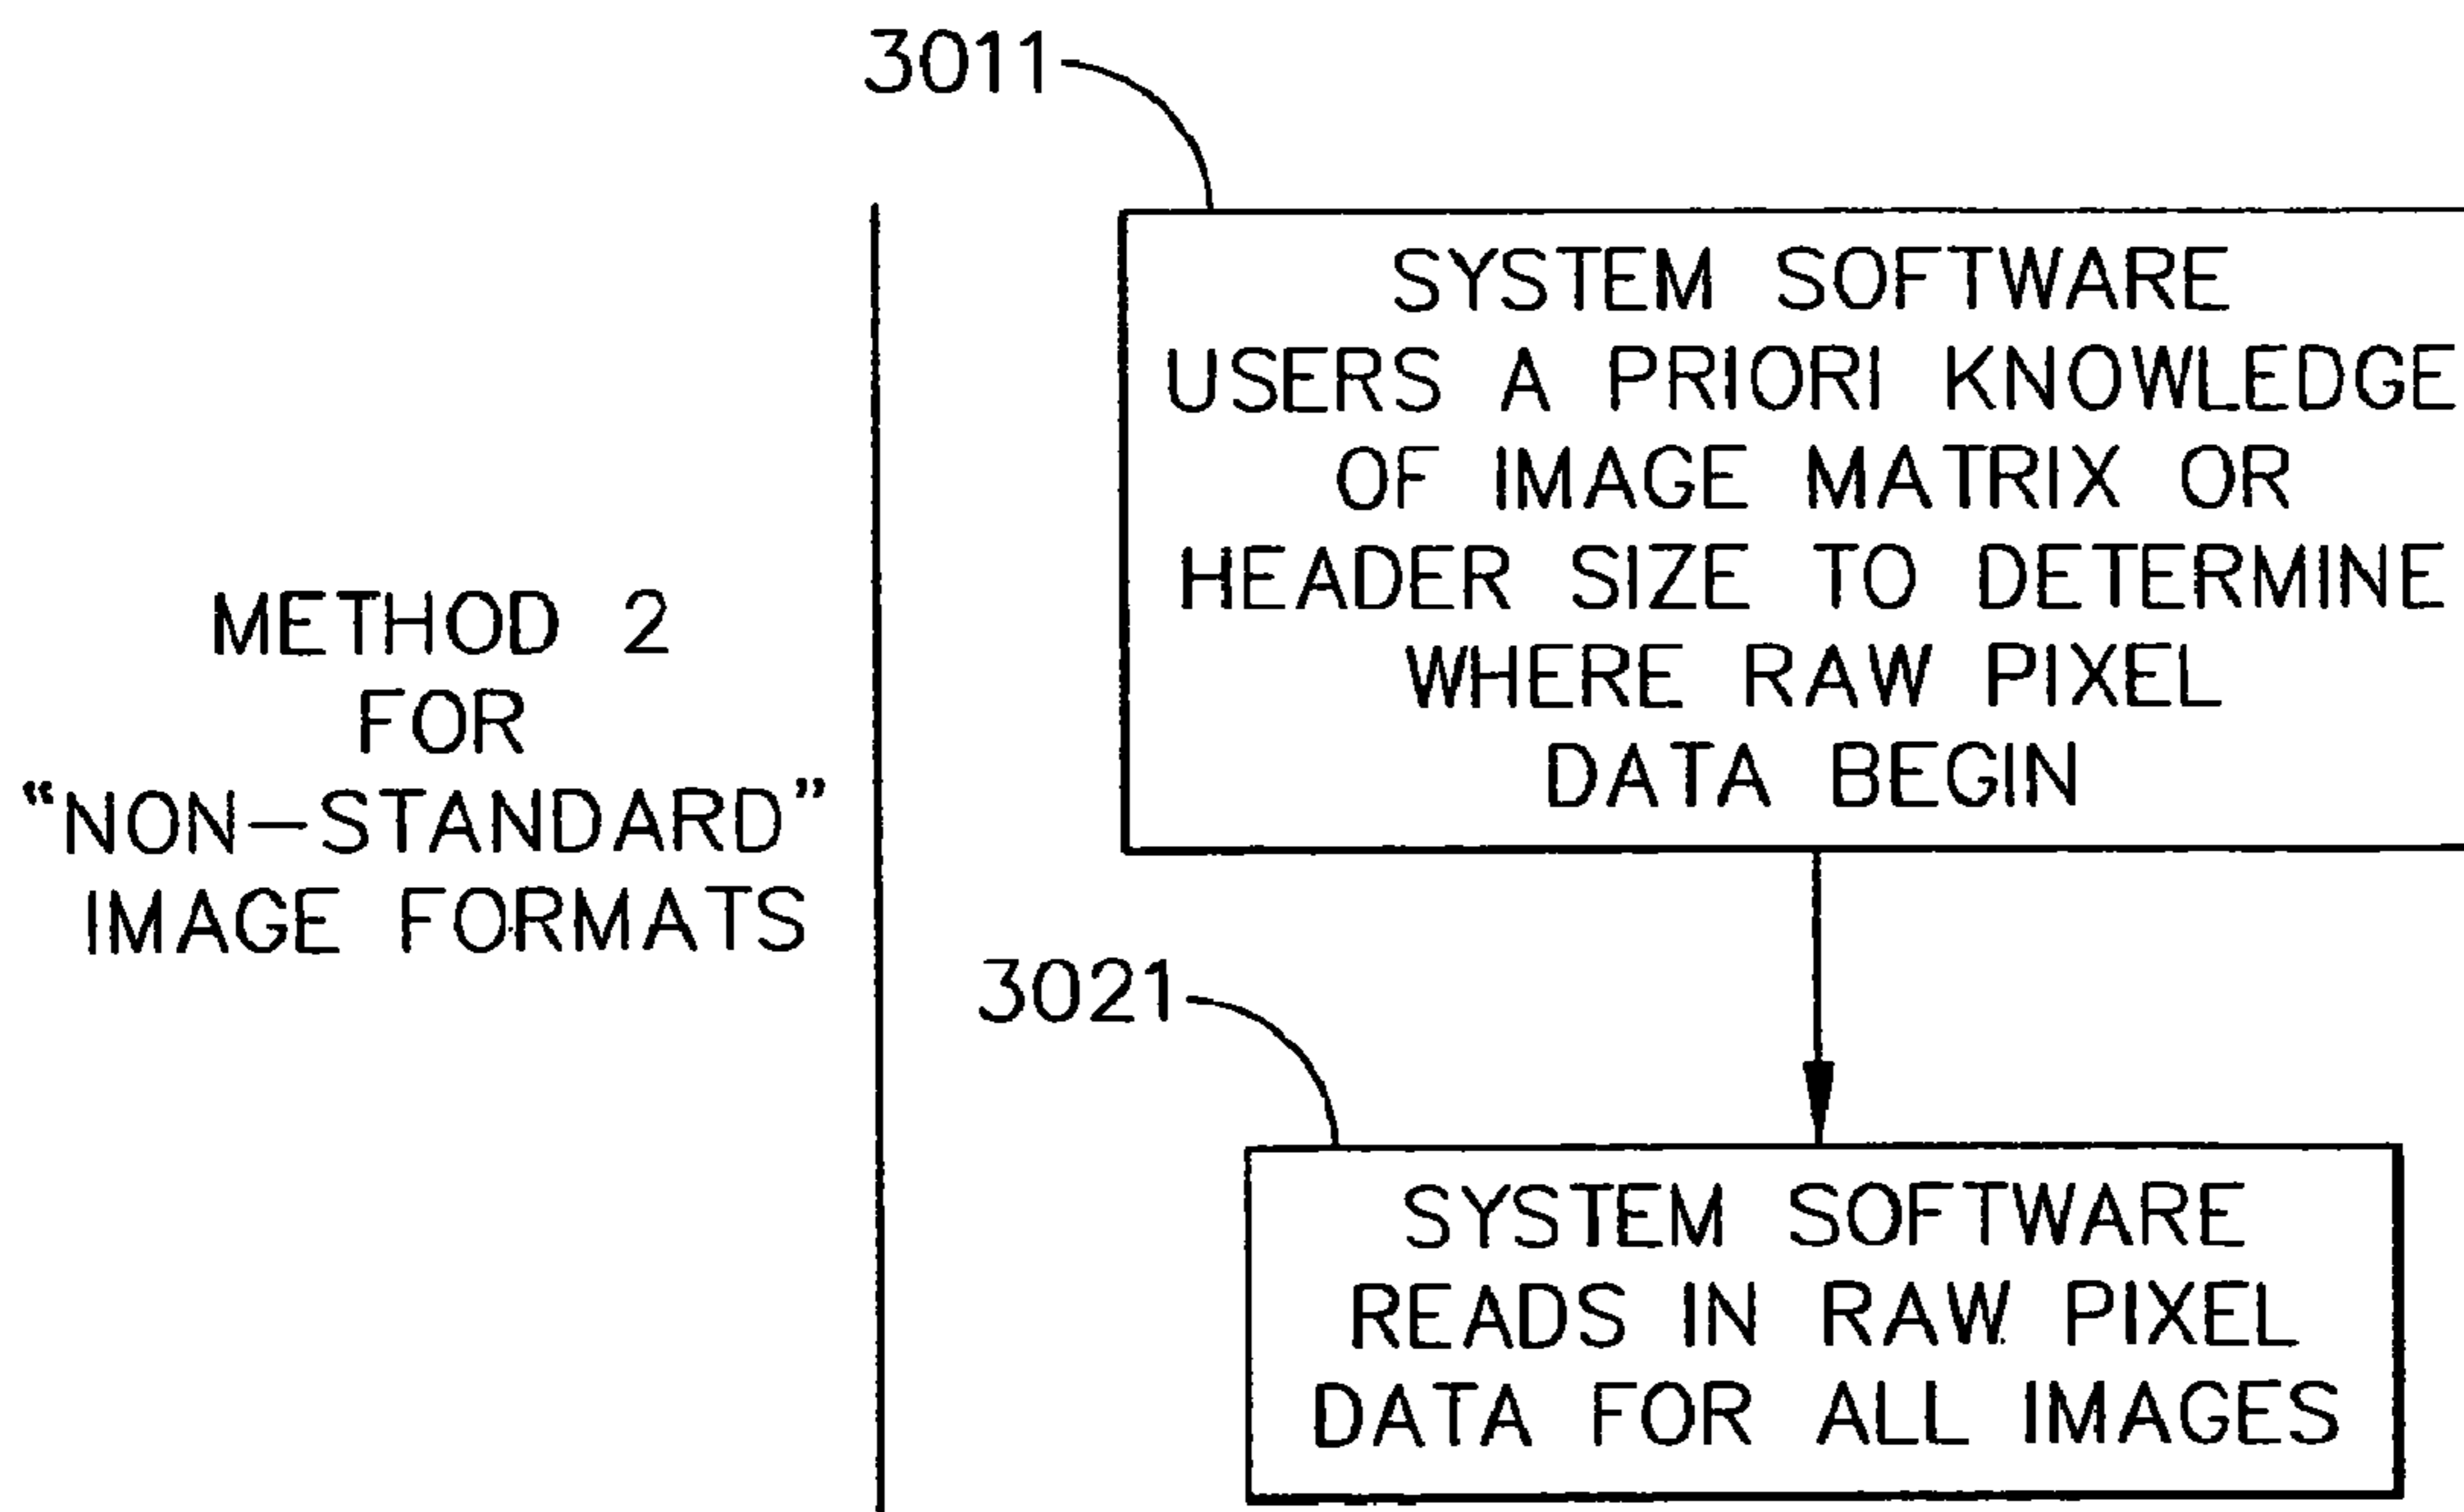 3011
SYSTEM SOFTWARE
USERS A PRIORI KNOWLEDGE
OF IMAGE MATRIX OR
HEADER SIZE TO DETERMINE
WHERE RAW PIXEL
DATA BEGIN
METHOD 2
FOR
“NON—STANDARD”
IMAGE FORMATS
3021
SYSTEM SOFTWARE
READS IN RAW PIXEL
DATA FOR ALL IMAGES